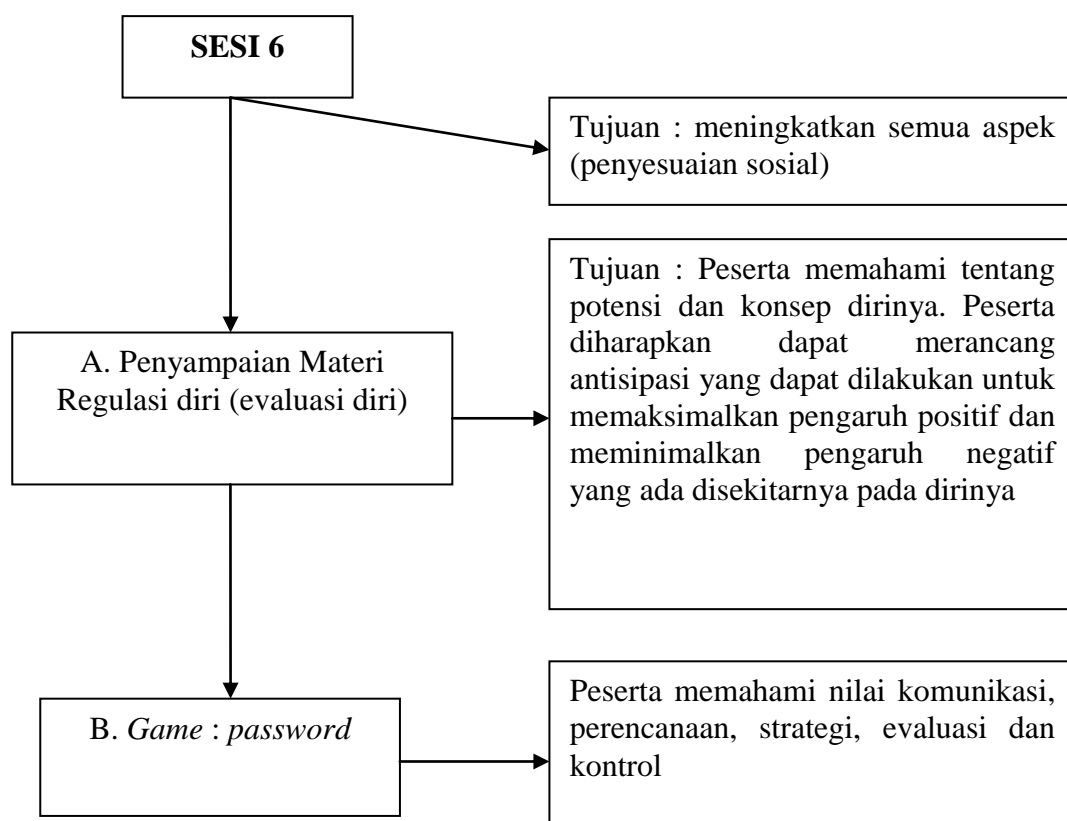 SESI 6
Tujuan : meningkatkan semua aspek
(penyesuaian sosial)
Tujuan : Peserta memahami tentang
potensi dan konsep dirinya. Peserta
diharapkan dapat merancang
antisipasi yang dapat dilakukan untuk
memaksimalkan pengaruh positif dan
meminimalkan pengaruh negatif
yang ada disekitarnya pada dirinya
A. Penyampaian Materi
Regulasi diri (evaluasi diri)
B. Game : password
Peserta memahami nilai komunikasi,
perencanaan, strategi, evaluasi dan
kontrol